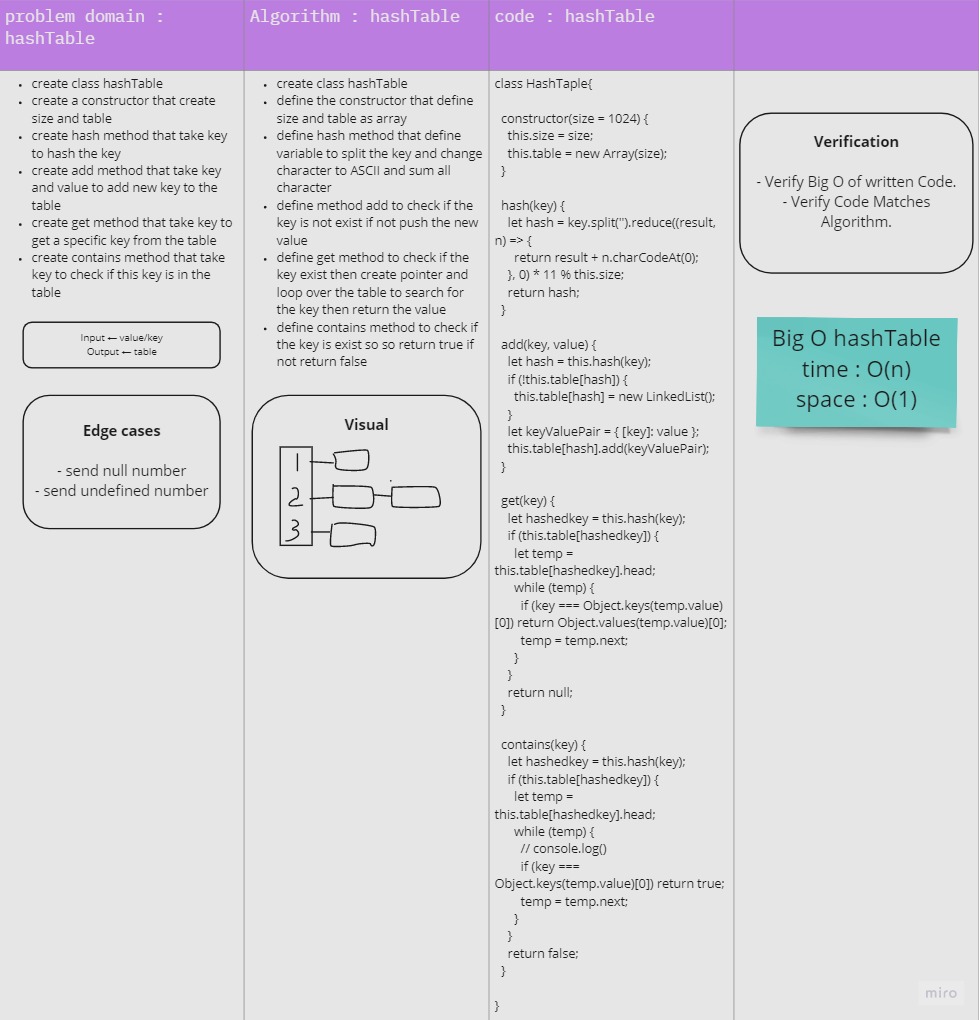 problem domain :
hashTable
create class hashTable
create a constructor that create
size and table
create hash method that take key
to hash the key
create add method that take key
and value to add new key to the
table
create get method that take key to
get a specific key from the table
create contains method that take
key to check if this key is in the
table
Input ← value/key
Output ← table
Edge cases
- send null number
- send undefined number
Algorithm : hashTable
create class hashTable
define the constructor that define
size and table as array
define hash method that define
variable to split the key and change
character to ASCII and sum all
character
define method add to check if the
key is not exist if not push the new
value
define get method to check if the
key exist then create pointer and
loop over the table to search for
the key then return the value
define contains method to check if
the key is exist so so return true if
not return false
Visual
1
2
3
code : hashTable
class HashTaple{
constructor(size = 1024) {
this.size = size;
this.table = new Array(size);
}
hash(key) {
let hash = key.split('').reduce((result,
n) => {
return result + n.charCodeAt(0);
}, 0) * 11 % this.size;
return hash;
}
add(key, value) {
let hash = this.hash(key);
if (!this.table[hash]) {
this.table[hash] = new LinkedList();
}
let keyValuePair = { [key]: value };
this.table[hash].add(keyValuePair);
}
get(key) {
let hashedkey = this.hash(key);
if (this.table[hashedkey]) {
let temp =
this.table[hashedkey].head;
while (temp) {
if (key === Object.keys(temp.value)
[0]) return Object.values(temp.value)[0];
temp = temp.next;
}
}
return null;
}
contains(key) {
let hashedkey = this.hash(key);
if (this.table[hashedkey]) {
let temp =
this.table[hashedkey].head;
while (temp) {
// console.log()
if (key ===
Object.keys(temp.value)[0]) return true;
temp = temp.next;
}
}
return false;
}
}
Verification
- Verify Big O of written Code.
- Verify Code Matches
Algorithm.
Big O hashTable
time : O(n)
space : O(1)
miro